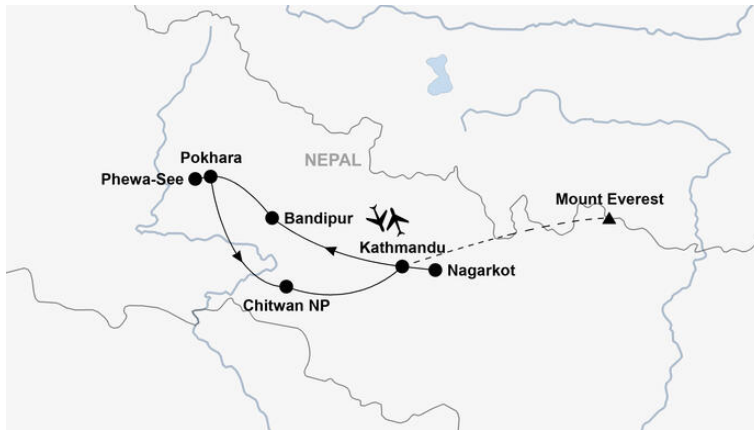 NEPAL
Pokhara
Phewa-See
Mount Everest
Bandipur
Kathmandu
Nagarkot
Chitwan NP